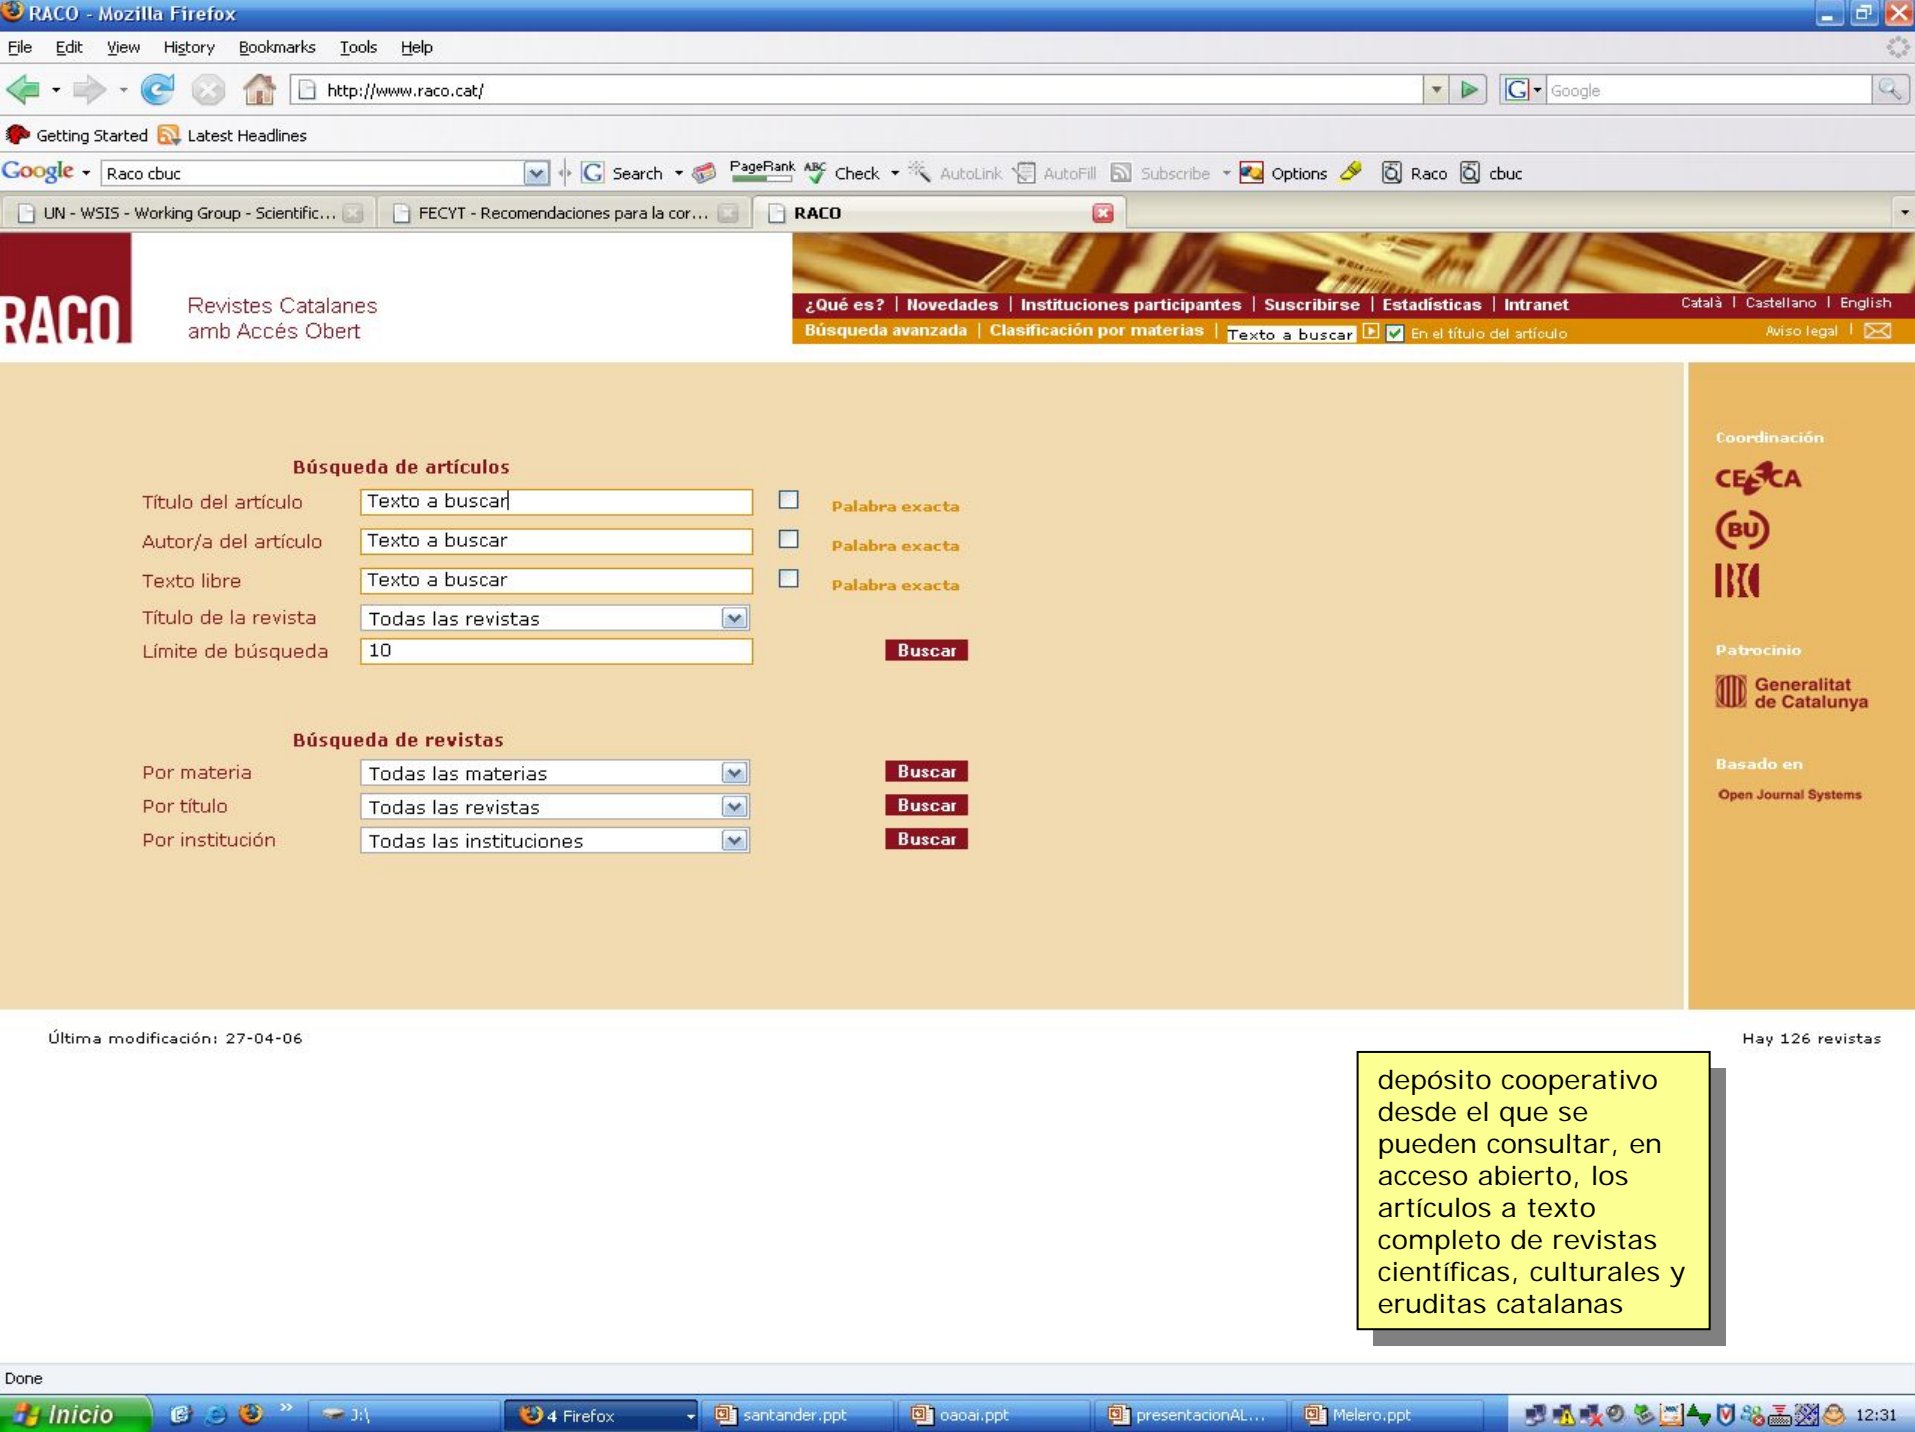 RACO - Mozilla Firefox
File Edit View History Bookmarks Tools Help
http://www.raco.cat/
Google
Getting Started Latest Headlines
Google Raco cbuc Search PageRank ABC Check AutoLink AutoFill Subscribe Options Raco cbuc
UN - WSIS - Working Group - Scientific... FECYT - Recomendaciones para la cor... RACO
RACO
Revistes Catalanes
amb Accés Obert
¿Qué es? | Novedades | Instituciones participantes | Suscribirse | Estadísticas | Intranet
Català | Castellano | English
Búsqueda avanzada | Clasificación por materias | Texto a buscar En el título del artículo
Aviso legal |
Búsqueda de artículos
Título del artículo Texto a buscar Palabra exacta
Autor/a del artículo Texto a buscar Palabra exacta
Texto libre Texto a buscar Palabra exacta
Título de la revista Todas las revistas
Límite de búsqueda 10 Buscar
Búsqueda de revistas
Por materia Todas las materias Buscar
Por título Todas las revistas Buscar
Por institución Todas las instituciones Buscar
Coordinación
CESCA
BU
Patrocinio
Generalitat
de Catalunya
Basado en
Open Journal Systems
Última modificación: 27-04-06
Hay 126 revistas
depósito cooperativo
desde el que se
pueden consultar, en
acceso abierto, los
artículos a texto
completo de revistas
científicas, culturales y
eruditas catalanas
Done
Inicio J:\ 4 Firefox santander.ppt oaoai.ppt presentacionAL... Melero.ppt 12:31